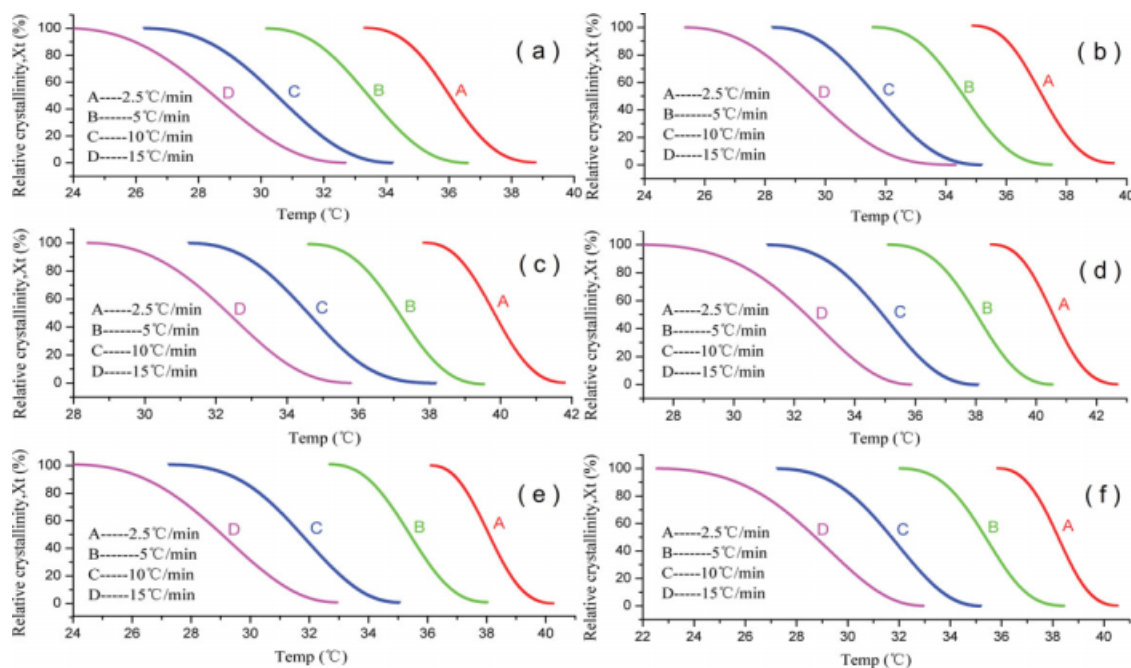 Relative crystallinity,Xt (%)
100
80
60
40
20
0
( a )
D
C
B
A
A----2.5℃/min
B-------5℃/min
C-----10℃/min
D----15℃/min
24 26 28 30 32 34 36 38 40
Temp (℃)
Relative crystallinity,Xt (%)
100
80
60
40
20
0
( b )
D
C
B
A
A----2.5℃/min
B-------5℃/min
C-----10℃/min
D----15℃/min
24 26 28 30 32 34 36 38 40
Temp (℃)
Relative crystallinity,Xt (%)
100
80
60
40
20
0
( c )
D
C
B
A
A----2.5℃/min
B-------5℃/min
C-----10℃/min
D-----15℃/min
28 30 32 34 36 38 40 42
Temp (℃)
Relative crystallinity,Xt (%)
100
80
60
40
20
0
( d )
D
C
B
A
A----2.5℃/min
B-------5℃/min
C-----10℃/min
D-----15℃/min
28 30 32 34 36 38 40 42
Temp (℃)
Relative crystallinity,Xt (%)
100
80
60
40
20
0
( e )
D
C
B
A
A----2.5℃/min
B-------5℃/min
C-----10℃/min
D-----15℃/min
24 26 28 30 32 34 36 38 40
Temp (℃)
Relative crystallinity,Xt (%)
100
80
60
40
20
0
( f )
D
C
B
A
A----2.5℃/min
B-------5℃/min
C-----10℃/min
D-----15℃/min
22 24 26 28 30 32 34 36 38 40
Temp (℃)